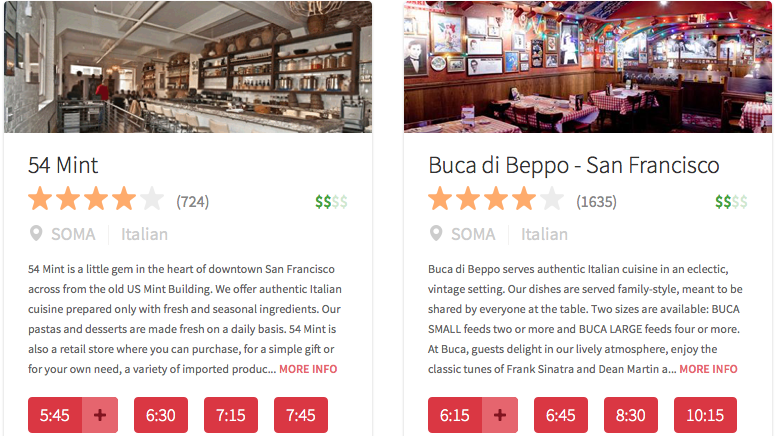 54 Mint
(724)
$$$$
SOMA Italian
54 Mint is a little gem in the heart of downtown San Francisco
across from the old US Mint Building. We offer authentic Italian
cuisine prepared only with fresh and seasonal ingredients. Our
pastas and desserts are made fresh on a daily basis. 54 Mint is
also a retail store where you can purchase, for a simple gift or
for your own need, a variety of imported produc... MORE INFO
5:45 + 6:30 7:15 7:45
Buca di Beppo - San Francisco
(1635)
$$$$
SOMA Italian
Buca di Beppo serves authentic Italian cuisine in an eclectic,
vintage setting. Our dishes are served family-style, meant to be
shared by everyone at the table. Two sizes are available: BUCA
SMALL feeds two or more and BUCA LARGE feeds four or more.
At Buca, guests delight in our lively atmosphere, enjoy the
classic tunes of Frank Sinatra and Dean Martin a... MORE INFO
6:15 + 6:45 8:30 10:15